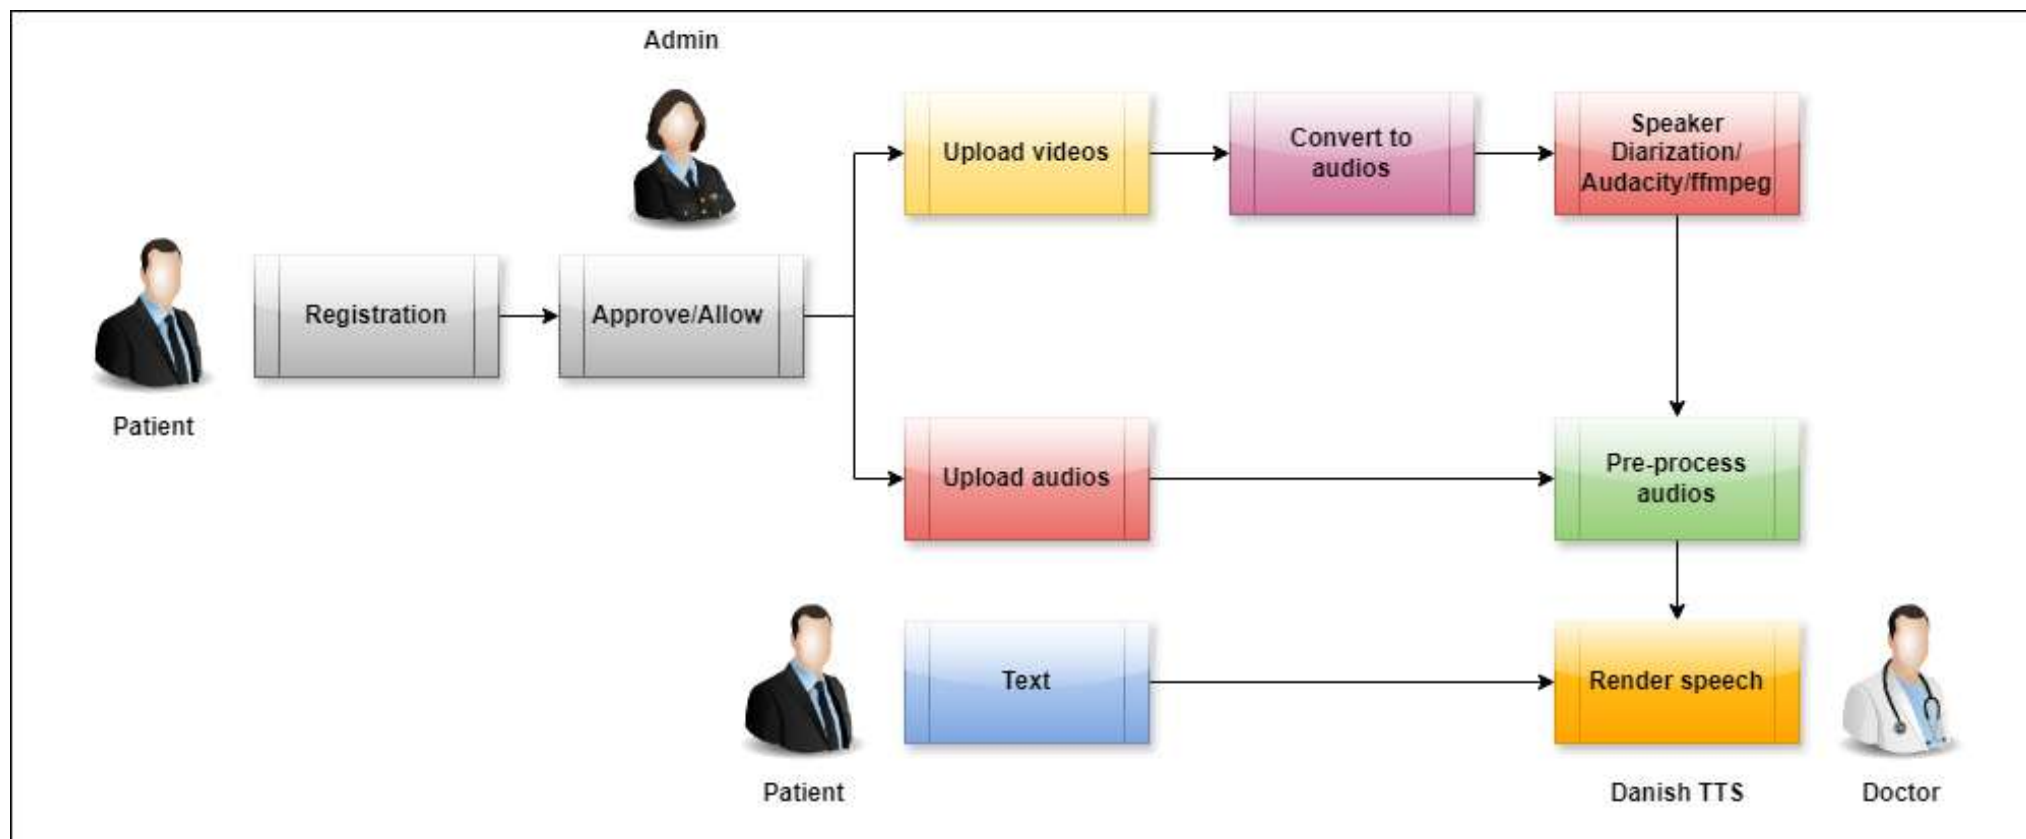 Admin
Upload videos
Convert to
audios
Speaker
Diarization/
Audacity/ffmpeg
Registration
Approve/Allow
Patient
Upload audios
Pre-process
audios
Text
Render speech
Patient
Danish TTS
Doctor